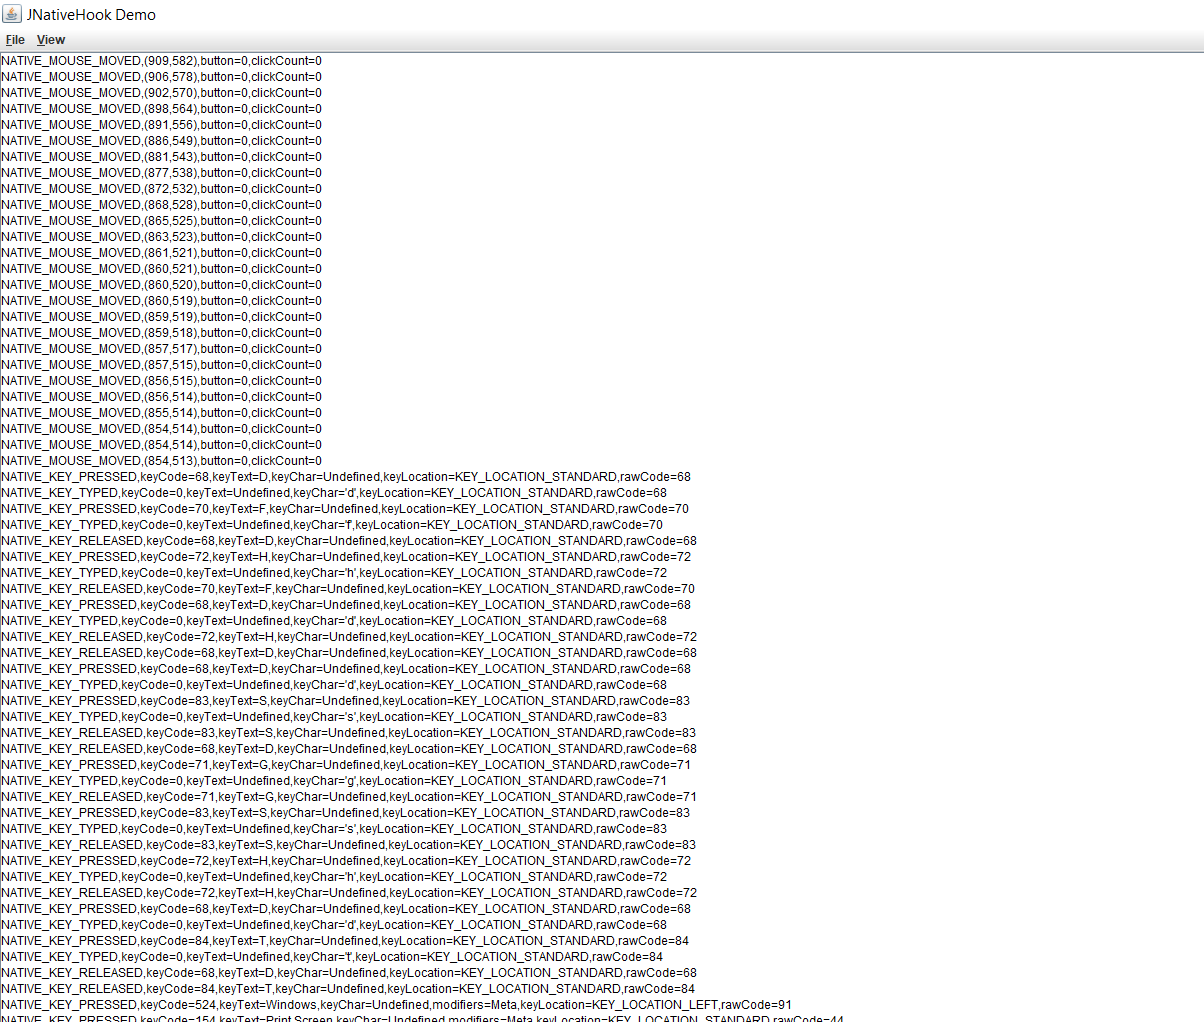 JNativeHook Demo
File View
NATIVE_MOUSE_MOVED,(909,582),button=0,clickCount=0
NATIVE_MOUSE_MOVED,(906,578),button=0,clickCount=0
NATIVE_MOUSE_MOVED,(902,570),button=0,clickCount=0
NATIVE_MOUSE_MOVED,(898,564),button=0,clickCount=0
NATIVE_MOUSE_MOVED,(891,556),button=0,clickCount=0
NATIVE_MOUSE_MOVED,(886,549),button=0,clickCount=0
NATIVE_MOUSE_MOVED,(881,543),button=0,clickCount=0
NATIVE_MOUSE_MOVED,(877,538),button=0,clickCount=0
NATIVE_MOUSE_MOVED,(872,532),button=0,clickCount=0
NATIVE_MOUSE_MOVED,(868,528),button=0,clickCount=0
NATIVE_MOUSE_MOVED,(865,525),button=0,clickCount=0
NATIVE_MOUSE_MOVED,(863,523),button=0,clickCount=0
NATIVE_MOUSE_MOVED,(861,521),button=0,clickCount=0
NATIVE_MOUSE_MOVED,(860,521),button=0,clickCount=0
NATIVE_MOUSE_MOVED,(860,520),button=0,clickCount=0
NATIVE_MOUSE_MOVED,(860,519),button=0,clickCount=0
NATIVE_MOUSE_MOVED,(859,519),button=0,clickCount=0
NATIVE_MOUSE_MOVED,(859,518),button=0,clickCount=0
NATIVE_MOUSE_MOVED,(857,517),button=0,clickCount=0
NATIVE_MOUSE_MOVED,(857,515),button=0,clickCount=0
NATIVE_MOUSE_MOVED,(856,515),button=0,clickCount=0
NATIVE_MOUSE_MOVED,(856,514),button=0,clickCount=0
NATIVE_MOUSE_MOVED,(855,514),button=0,clickCount=0
NATIVE_MOUSE_MOVED,(854,514),button=0,clickCount=0
NATIVE_MOUSE_MOVED,(854,514),button=0,clickCount=0
NATIVE_MOUSE_MOVED,(854,513),button=0,clickCount=0
NATIVE_KEY_PRESSED,keyCode=68,keyText=D,keyChar=Undefined,keyLocation=KEY_LOCATION_STANDARD,rawCode=68
NATIVE_KEY_TYPED,keyCode=0,keyText=Undefined,keyChar='d',keyLocation=KEY_LOCATION_STANDARD,rawCode=68
NATIVE_KEY_PRESSED,keyCode=70,keyText=F,keyChar=Undefined,keyLocation=KEY_LOCATION_STANDARD,rawCode=70
NATIVE_KEY_TYPED,keyCode=0,keyText=Undefined,keyChar='f',keyLocation=KEY_LOCATION_STANDARD,rawCode=70
NATIVE_KEY_RELEASED,keyCode=68,keyText=D,keyChar=Undefined,keyLocation=KEY_LOCATION_STANDARD,rawCode=68
NATIVE_KEY_PRESSED,keyCode=72,keyText=H,keyChar=Undefined,keyLocation=KEY_LOCATION_STANDARD,rawCode=72
NATIVE_KEY_TYPED,keyCode=0,keyText=Undefined,keyChar='h',keyLocation=KEY_LOCATION_STANDARD,rawCode=72
NATIVE_KEY_RELEASED,keyCode=70,keyText=F,keyChar=Undefined,keyLocation=KEY_LOCATION_STANDARD,rawCode=70
NATIVE_KEY_PRESSED,keyCode=68,keyText=D,keyChar=Undefined,keyLocation=KEY_LOCATION_STANDARD,rawCode=68
NATIVE_KEY_TYPED,keyCode=0,keyText=Undefined,keyChar='d',keyLocation=KEY_LOCATION_STANDARD,rawCode=68
NATIVE_KEY_RELEASED,keyCode=72,keyText=H,keyChar=Undefined,keyLocation=KEY_LOCATION_STANDARD,rawCode=72
NATIVE_KEY_RELEASED,keyCode=68,keyText=D,keyChar=Undefined,keyLocation=KEY_LOCATION_STANDARD,rawCode=68
NATIVE_KEY_PRESSED,keyCode=68,keyText=D,keyChar=Undefined,keyLocation=KEY_LOCATION_STANDARD,rawCode=68
NATIVE_KEY_TYPED,keyCode=0,keyText=Undefined,keyChar='d',keyLocation=KEY_LOCATION_STANDARD,rawCode=68
NATIVE_KEY_PRESSED,keyCode=83,keyText=S,keyChar=Undefined,keyLocation=KEY_LOCATION_STANDARD,rawCode=83
NATIVE_KEY_TYPED,keyCode=0,keyText=Undefined,keyChar='s',keyLocation=KEY_LOCATION_STANDARD,rawCode=83
NATIVE_KEY_RELEASED,keyCode=83,keyText=S,keyChar=Undefined,keyLocation=KEY_LOCATION_STANDARD,rawCode=83
NATIVE_KEY_RELEASED,keyCode=68,keyText=D,keyChar=Undefined,keyLocation=KEY_LOCATION_STANDARD,rawCode=68
NATIVE_KEY_PRESSED,keyCode=71,keyText=G,keyChar=Undefined,keyLocation=KEY_LOCATION_STANDARD,rawCode=71
NATIVE_KEY_TYPED,keyCode=0,keyText=Undefined,keyChar='g',keyLocation=KEY_LOCATION_STANDARD,rawCode=71
NATIVE_KEY_RELEASED,keyCode=71,keyText=G,keyChar=Undefined,keyLocation=KEY_LOCATION_STANDARD,rawCode=71
NATIVE_KEY_PRESSED,keyCode=83,keyText=S,keyChar=Undefined,keyLocation=KEY_LOCATION_STANDARD,rawCode=83
NATIVE_KEY_TYPED,keyCode=0,keyText=Undefined,keyChar='s',keyLocation=KEY_LOCATION_STANDARD,rawCode=83
NATIVE_KEY_RELEASED,keyCode=83,keyText=S,keyChar=Undefined,keyLocation=KEY_LOCATION_STANDARD,rawCode=83
NATIVE_KEY_PRESSED,keyCode=72,keyText=H,keyChar=Undefined,keyLocation=KEY_LOCATION_STANDARD,rawCode=72
NATIVE_KEY_TYPED,keyCode=0,keyText=Undefined,keyChar='h',keyLocation=KEY_LOCATION_STANDARD,rawCode=72
NATIVE_KEY_RELEASED,keyCode=72,keyText=H,keyChar=Undefined,keyLocation=KEY_LOCATION_STANDARD,rawCode=72
NATIVE_KEY_PRESSED,keyCode=68,keyText=D,keyChar=Undefined,keyLocation=KEY_LOCATION_STANDARD,rawCode=68
NATIVE_KEY_TYPED,keyCode=0,keyText=Undefined,keyChar='d',keyLocation=KEY_LOCATION_STANDARD,rawCode=68
NATIVE_KEY_PRESSED,keyCode=84,keyText=T,keyChar=Undefined,keyLocation=KEY_LOCATION_STANDARD,rawCode=84
NATIVE_KEY_TYPED,keyCode=0,keyText=Undefined,keyChar='t',keyLocation=KEY_LOCATION_STANDARD,rawCode=84
NATIVE_KEY_RELEASED,keyCode=68,keyText=D,keyChar=Undefined,keyLocation=KEY_LOCATION_STANDARD,rawCode=68
NATIVE_KEY_RELEASED,keyCode=84,keyText=T,keyChar=Undefined,keyLocation=KEY_LOCATION_STANDARD,rawCode=84
NATIVE_KEY_PRESSED,keyCode=524,keyText=Windows,keyChar=Undefined,modifiers=Meta,keyLocation=KEY_LOCATION_LEFT,rawCode=91
NATIVE_KEY_PRESSED,keyCode=154,keyText=Print Screen,keyChar=Undefined,modifiers=Meta,keyLocation=KEY_LOCATION_STANDARD,rawCode=44